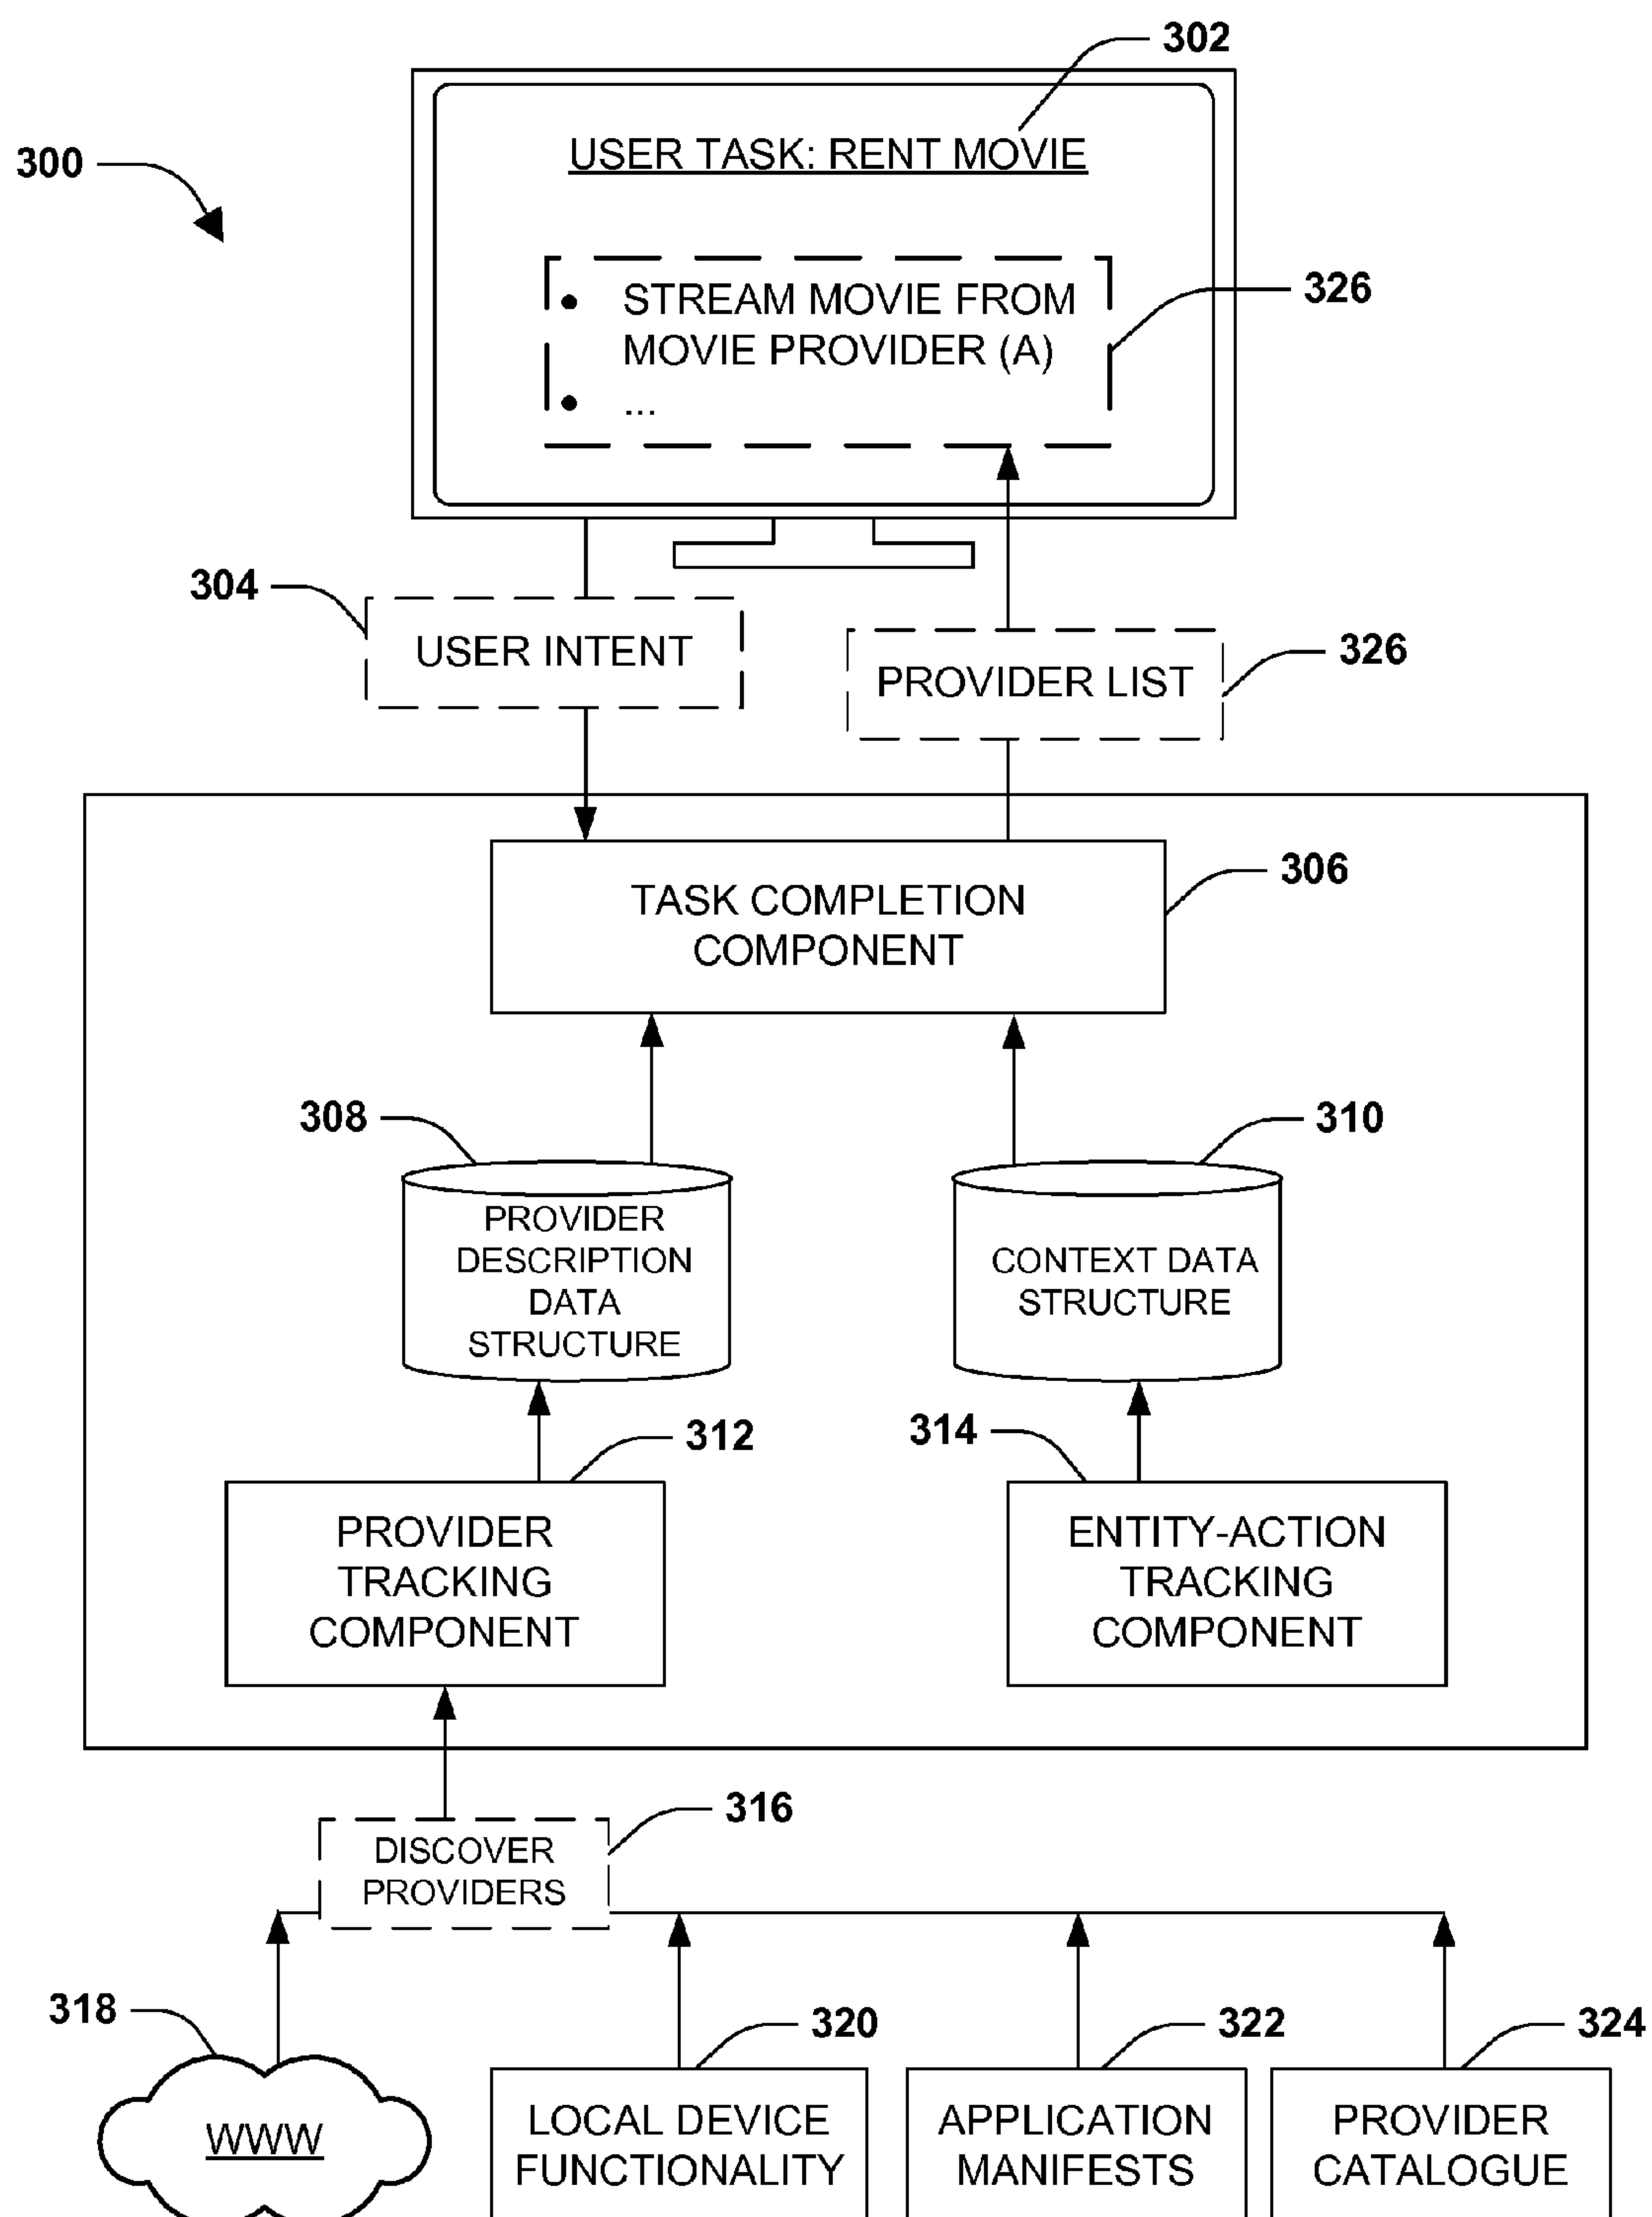 302
300
USER TASK: RENT MOVIE
326
• STREAM MOVIE FROM
MOVIE PROVIDER (A)
• ...
304
USER INTENT
326
PROVIDER LIST
306
TASK COMPLETION
COMPONENT
308
310
PROVIDER
DESCRIPTION
DATA
STRUCTURE
CONTEXT DATA
STRUCTURE
312
314
PROVIDER
TRACKING
COMPONENT
ENTITY-ACTION
TRACKING
COMPONENT
316
DISCOVER
PROVIDERS
318
320
322
324
WWW
LOCAL DEVICE
FUNCTIONALITY
APPLICATION
MANIFESTS
PROVIDER
CATALOGUE